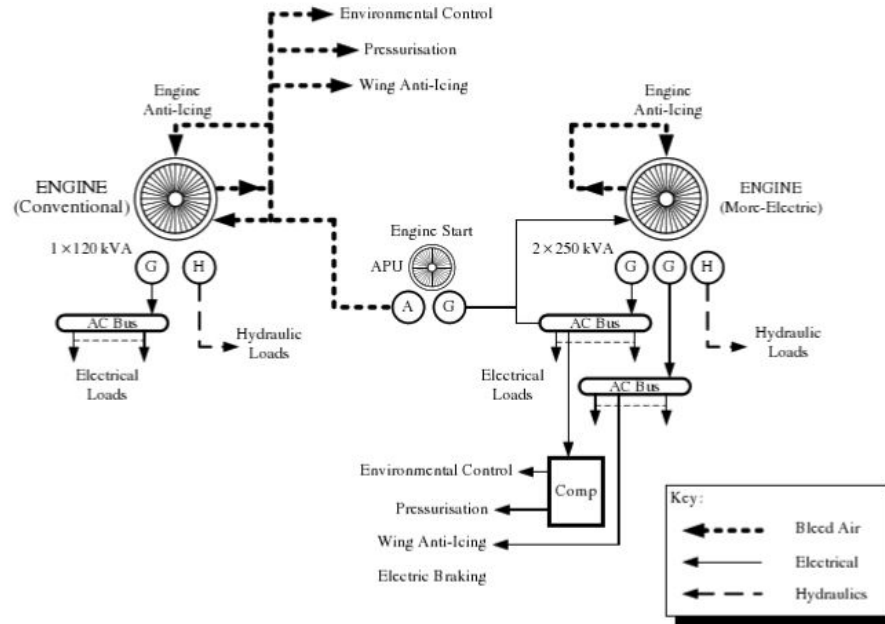 Environmental Control
Pressurisation
Wing Anti-Icing
Engine
Anti-Icing
ENGINE
(Conventional)
1 × 120 kVA
G
H
AC Bus
Electrical
Loads
Hydraulic
Loads
Engine Start
APU
A
G
Engine
Anti-Icing
ENGINE
(More-Electric)
2 × 250 kVA
G
G
H
AC Bus
Electrical
Loads
Hydraulic
Loads
AC Bus
Comp
Environmental Control
Pressurisation
Wing Anti-Icing
Electric Braking
Key:
Bleed Air
Electrical
Hydraulics